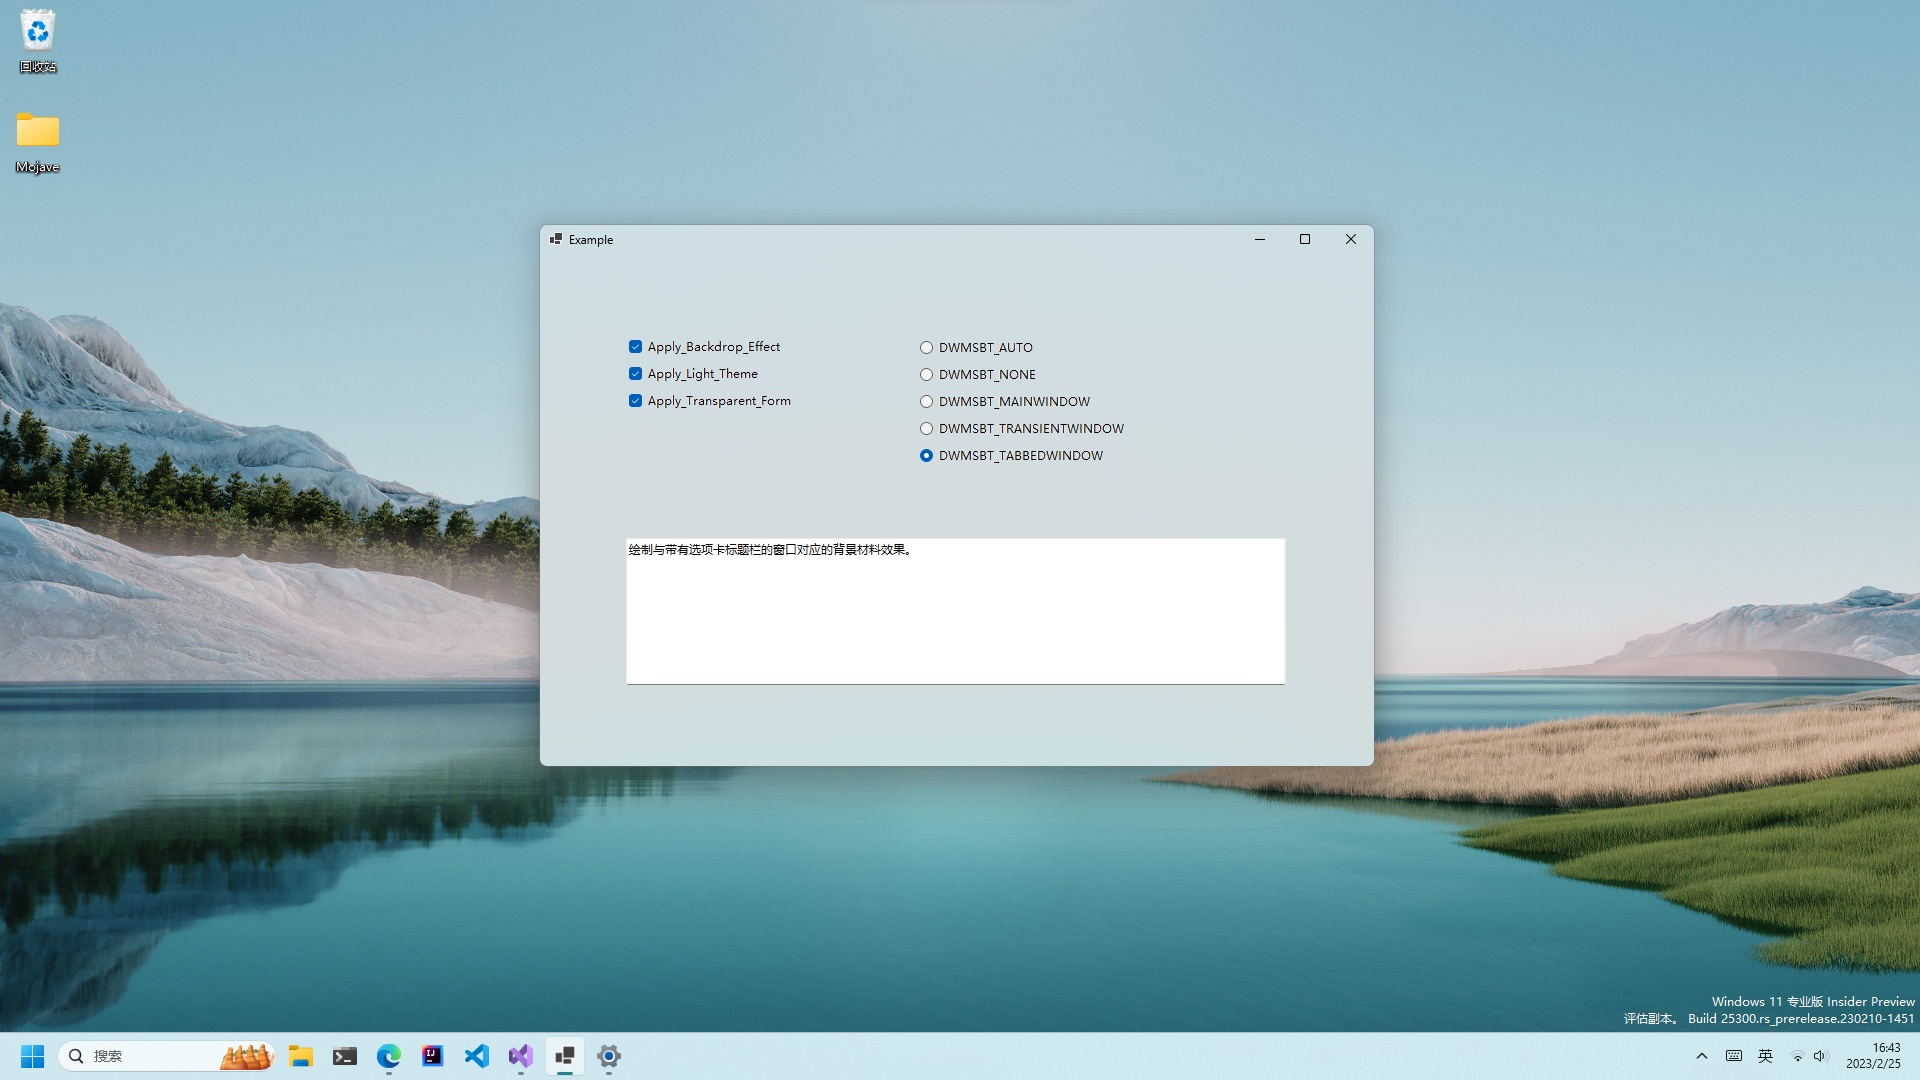 回收站
Mojave
Example
Apply_Backdrop_Effect
Apply_Light_Theme
Apply_Transparent_Form
DWMSBT_AUTO
DWMSBT_NONE
DWMSBT_MAINWINDOW
DWMSBT_TRANSIENTWINDOW
DWMSBT_TABBEDWINDOW
绘制与带有选项卡标题栏的窗口对应的背景材料效果。
Windows 11 专业版 Insider Preview
评估副本。 Build 25300.rs_prerelease.230210-1451
搜索
英
16:43
2023/2/25